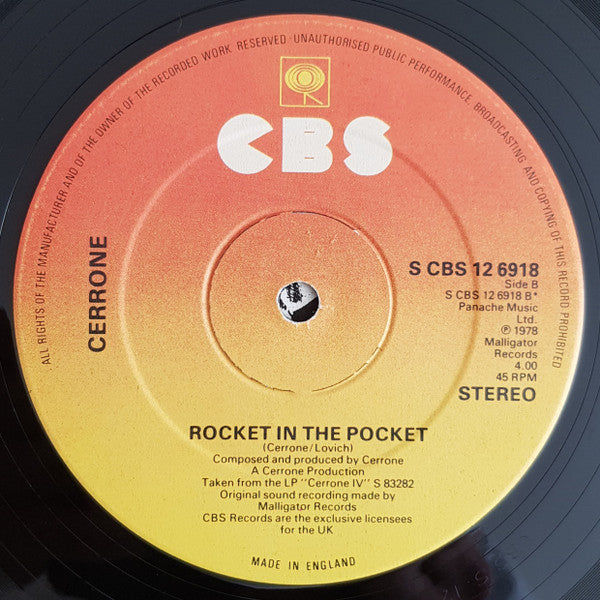 ALL RIGHTS OF THE MANUFACTURER AND OF THE OWNER OF THE RECORDED WORK RESERVED · UNAUTHORISED PUBLIC PERFORMANCE, BROADCASTING AND COPYING OF THIS RECORD PROHIBITED
CBS
CERRONE
S CBS 12 6918
Side B
S CBS 12 6918 B*
Panache Music
Ltd.
℗ 1978
Malligator
Records
4.00
45 RPM
STEREO
ROCKET IN THE POCKET
(Cerrone/Lovich)
Composed and produced by Cerrone
A Cerrone Production
Taken from the LP ''Cerrone IV'' S 83282
Original sound recording made by
Malligator Records
CBS Records are the exclusive licensees
for the UK
MADE IN ENGLAND